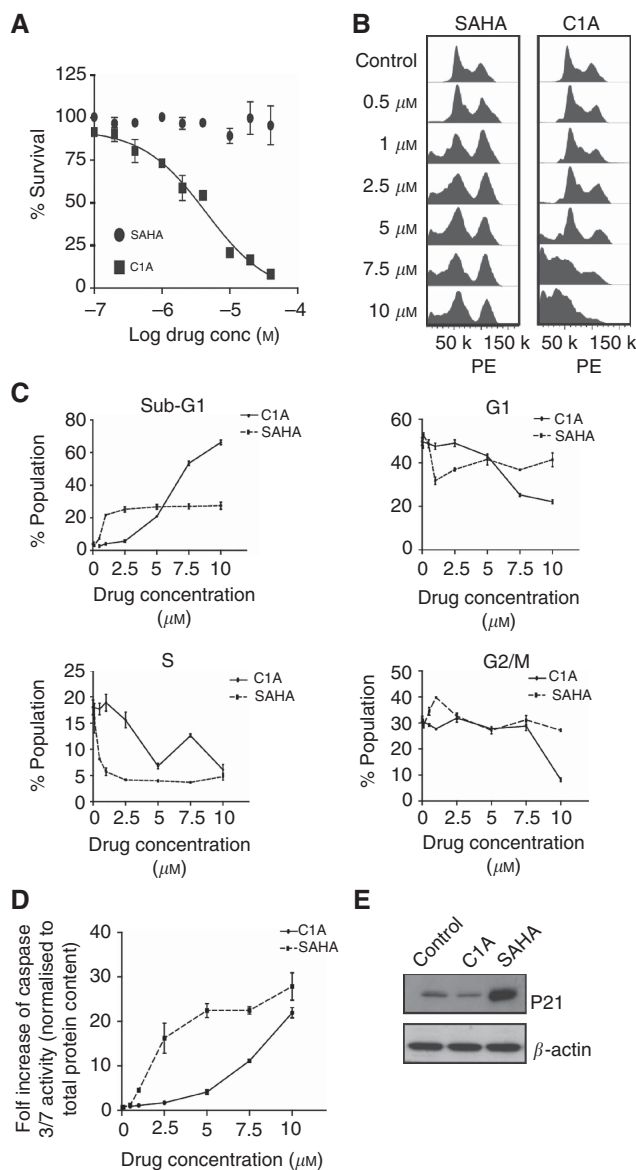 A
125
100
75
50
25
0
% Survival
SAHA
C1A
−7 −6 −5 −4
Log drug conc (M)
B
SAHA C1A
Control
0.5 μM
1 μM
2.5 μM
5 μM
7.5 μM
10 μM
50 k 150 k 50 k 150 k
PE PE
C
Sub-G1
C1A
SAHA
80
60
40
20
0
% Population
0 2.5 5 7.5 10
Drug concentration
(μM)
G1
C1A
SAHA
60
40
20
0
0 2.5 5 7.5 10
Drug concentration
(μM)
S
C1A
SAHA
25
20
15
10
5
0
% Population
0 2.5 5 7.5 10
Drug concentration
(μM)
G2/M
C1A
SAHA
50
40
30
20
10
0
% Population
0 2.5 5 7.5 10
Drug concentration
(μM)
D
C1A
SAHA
40
30
20
10
0
Folf increase of caspase
3/7 activity (normalised to
total protein content)
0 2.5 5 7.5 10
Drug concentration (μM)
E
Control C1A SAHA
P21
β-actin